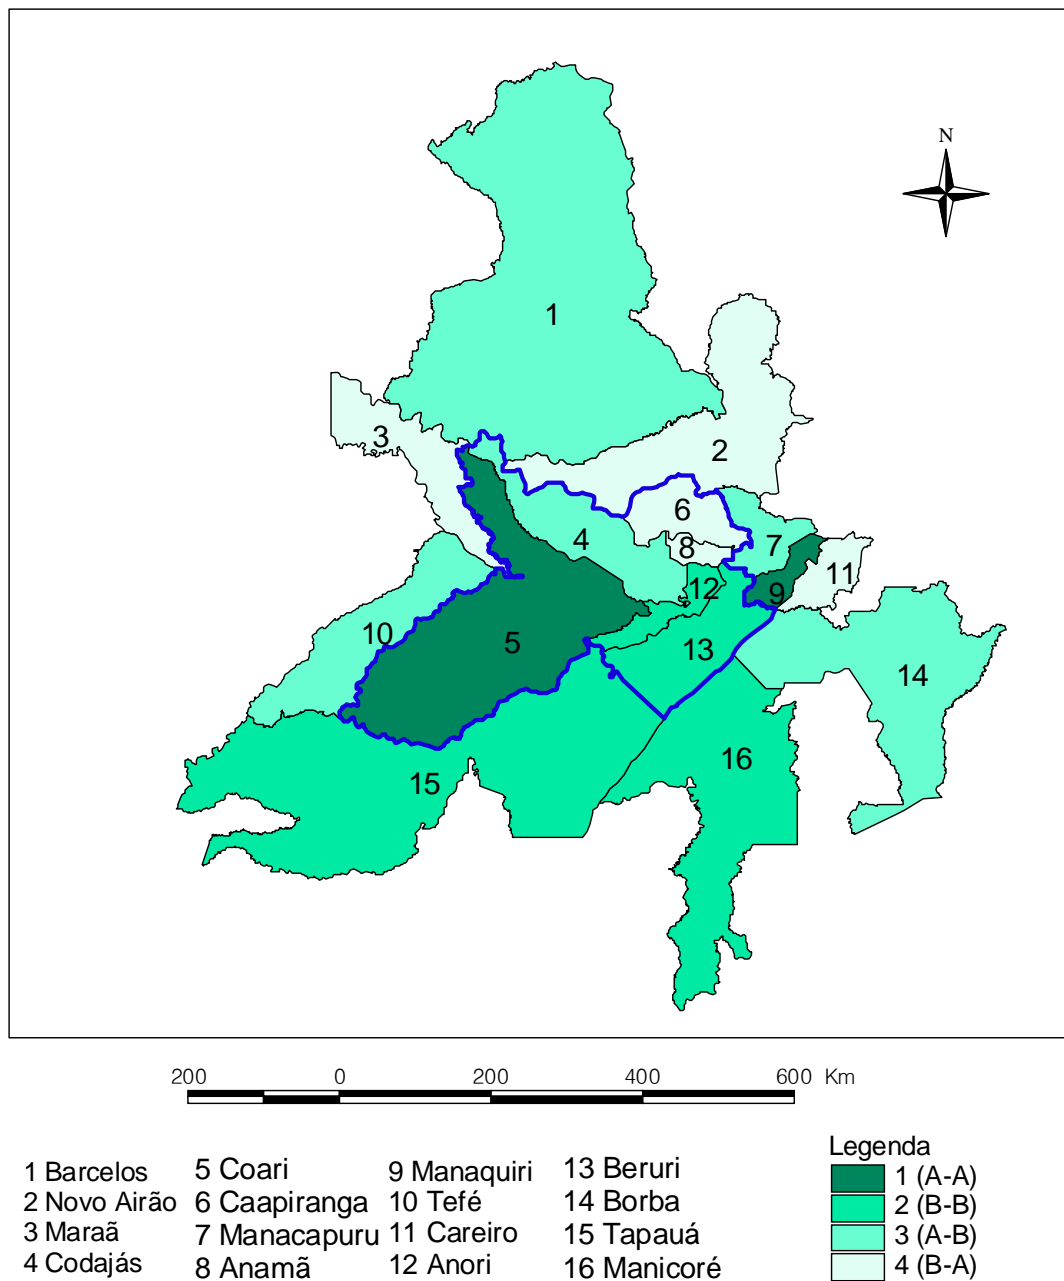 N
1
2
3
6
4
8
7
11
12
9
10
5
13
14
16
15
200 0 200 400 600 Km
Legenda
1 Barcelos 5 Coari 9 Manaquiri 13 Beruri 1 (A-A)
2 Novo Airão 6 Caapiranga 10 Tefé 14 Borba 2 (B-B)
3 Maraã 7 Manacapuru 11 Careiro 15 Tapauá 3 (A-B)
4 Codajás 8 Anamã 12 Anori 16 Manicoré 4 (B-A)